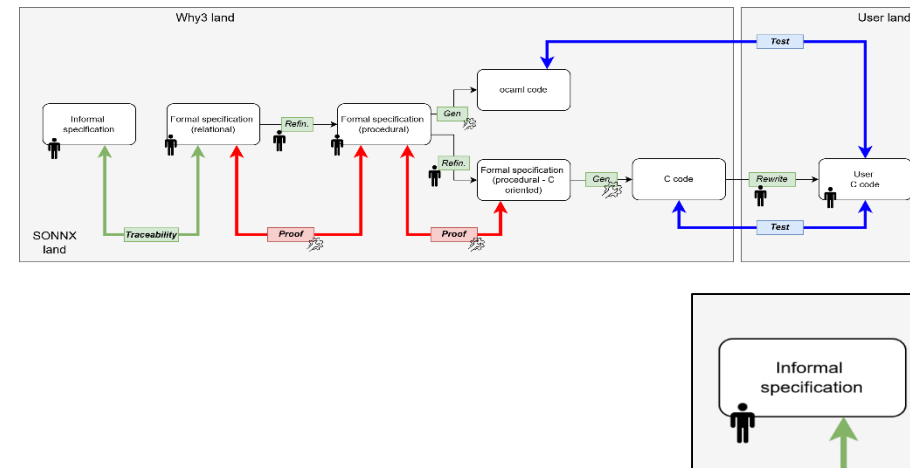 Why3 land
User land
Test
ocaml code
Gen
Informal
specification
Formal specification
(relational)
Refin.
Formal specification
(procedural)
Refin.
Formal specification
(procedural - C
oriented)
Gen.
C code
Rewrite
User
C code
SONNX
land
Traceability
Proof
Proof
Test
Informal
specification